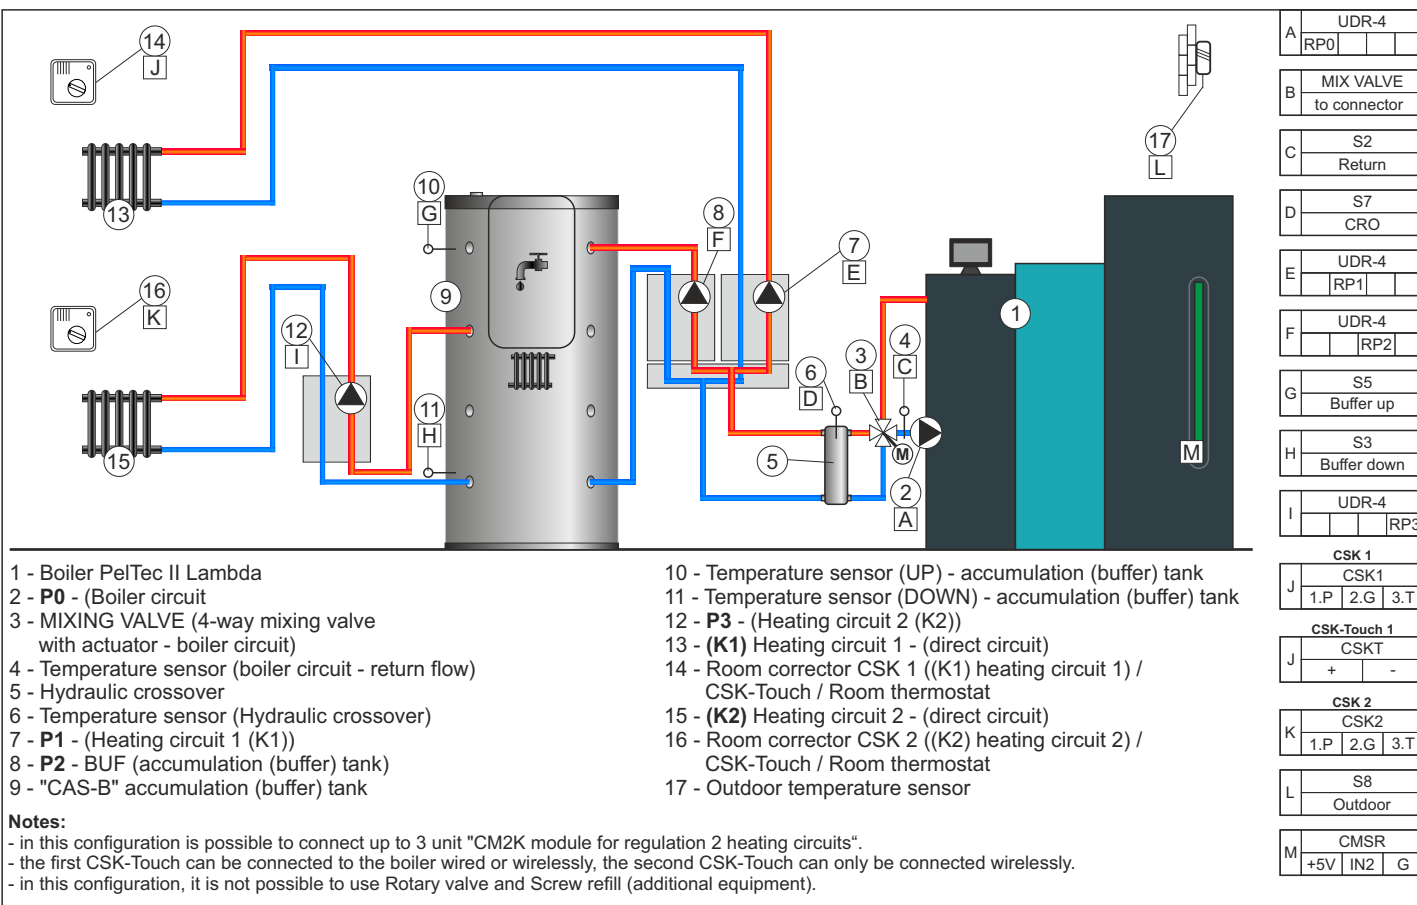 14
J
13
16
K
15
12
I
10
G
9
11
H
8
F
7
E
6
D
5
3
B
4
C
M
2
A
1
17
L
M
A
UDR-4
RP0
B
MIX VALVE
to connector
C
S2
Return
D
S7
CRO
E
UDR-4
RP1
F
UDR-4
RP2
G
S5
Buffer up
H
S3
Buffer down
I
UDR-4
RP3
CSK 1
J
CSK1
1.P 2.G 3.T
CSK-Touch 1
J
CSKT
+ -
CSK 2
K
CSK2
1.P 2.G 3.T
L
S8
Outdoor
M
CMSR
+5V IN2 G
1 - Boiler PelTec II Lambda
2 - P0 - (Boiler circuit
3 - MIXING VALVE (4-way mixing valve
with actuator - boiler circuit)
4 - Temperature sensor (boiler circuit - return flow)
5 - Hydraulic crossover
6 - Temperature sensor (Hydraulic crossover)
7 - P1 - (Heating circuit 1 (K1))
8 - P2 - BUF (accumulation (buffer) tank)
9 - "CAS-B" accumulation (buffer) tank
10 - Temperature sensor (UP) - accumulation (buffer) tank
11 - Temperature sensor (DOWN) - accumulation (buffer) tank
12 - P3 - (Heating circuit 2 (K2))
13 - (K1) Heating circuit 1 - (direct circuit)
14 - Room corrector CSK 1 ((K1) heating circuit 1) /
CSK-Touch / Room thermostat
15 - (K2) Heating circuit 2 - (direct circuit)
16 - Room corrector CSK 2 ((K2) heating circuit 2) /
CSK-Touch / Room thermostat
17 - Outdoor temperature sensor
Notes:
- in this configuration is possible to connect up to 3 unit "CM2K module for regulation 2 heating circuits“.
- the first CSK-Touch can be connected to the boiler wired or wirelessly, the second CSK-Touch can only be connected wirelessly.
- in this configuration, it is not possible to use Rotary valve and Screw refill (additional equipment).